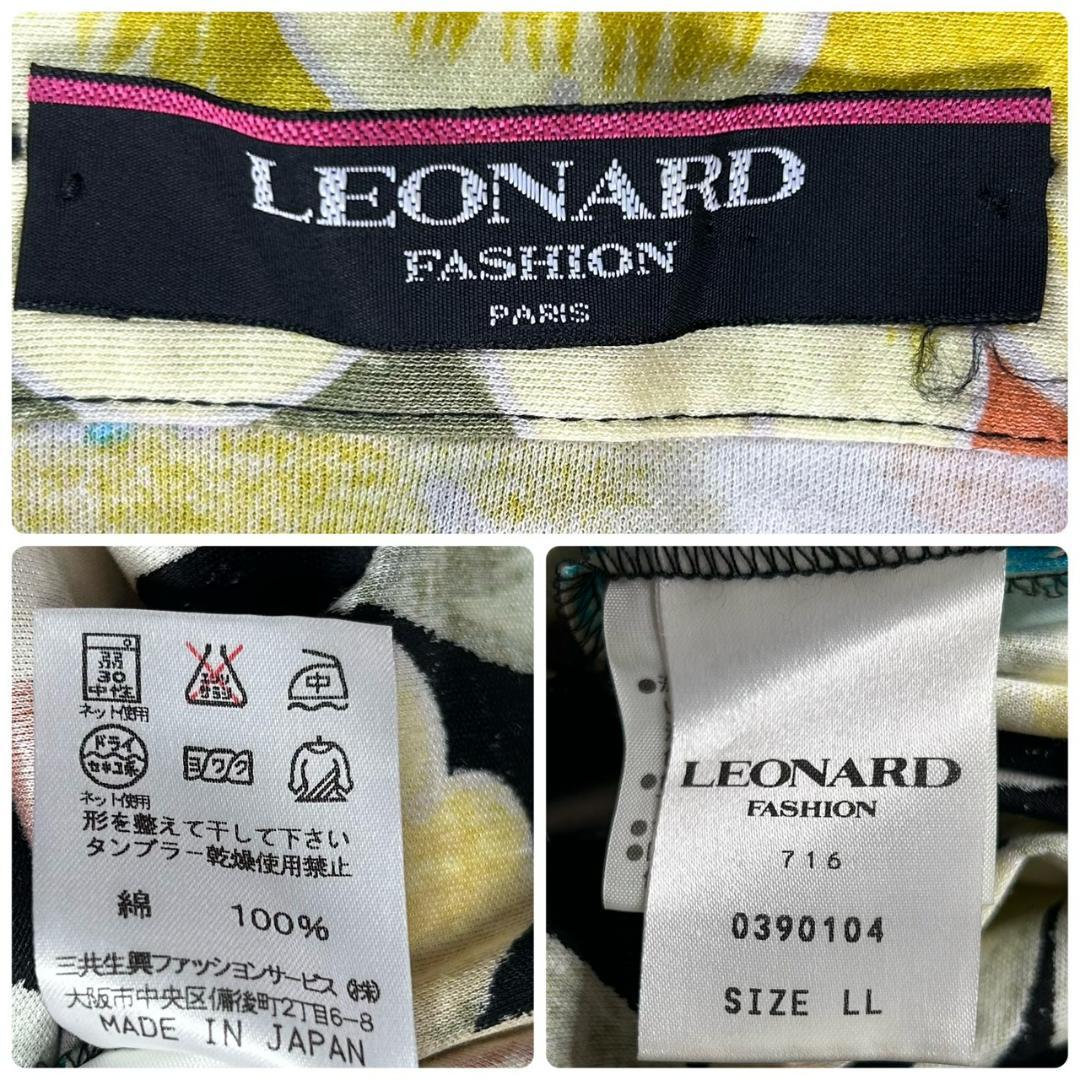 LEONARD
FASHION
PARIS
弱
30
中性
ネット使用
エンソ
サラシ
中
ドライ
セキユ系
ネット使用
ヨワク
形を整えて干して下さい
タンブラー乾燥使用禁止
綿 100%
三共生興ファッションサービス(株)
大阪市中央区備後町2丁目6-8
MADE IN JAPAN
LEONARD
FASHION
716
0390104
SIZE LL